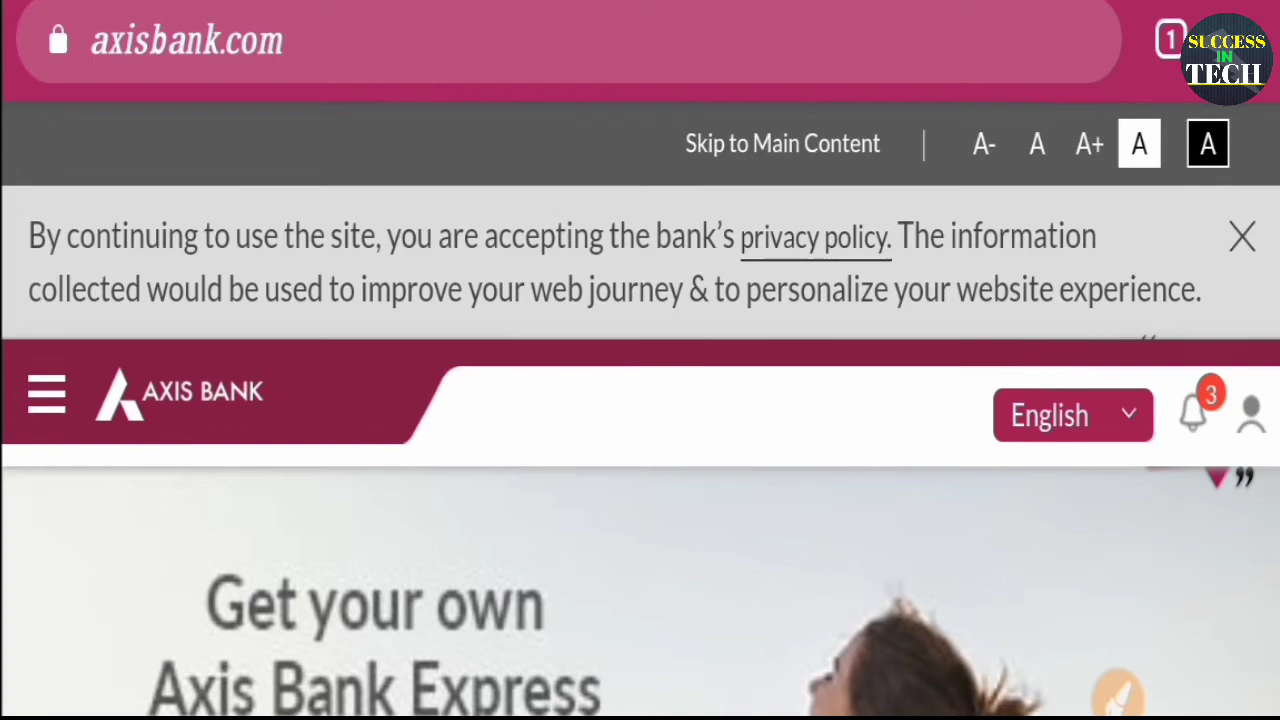 axisbank.com
1
SUCCESS
IN
TECH
Skip to Main Content | A- A A+ A A
By continuing to use the site, you are accepting the bank’s privacy policy. The information
collected would be used to improve your web journey & to personalize your website experience.
AXIS BANK
English
3
Get your own
Axis Bank Express